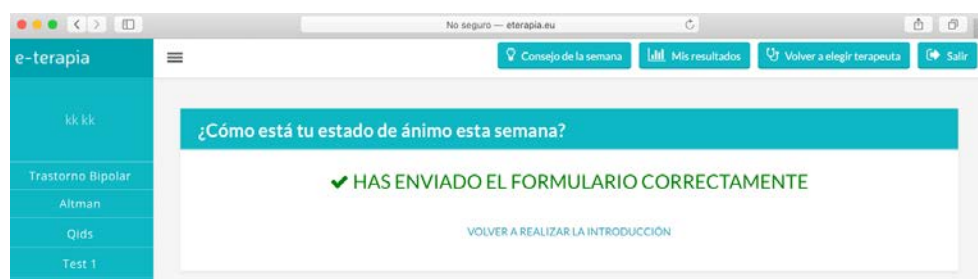 No seguro — eterapia.eu
e-terapia
Consejo de la semana
Mis resultados
Volver a elegir terapeuta
Salir
kk kk
¿Cómo está tu estado de ánimo esta semana?
✔ HAS ENVIADO EL FORMULARIO CORRECTAMENTE
VOLVER A REALIZAR LA INTRODUCCIÓN
Trastorno Bipolar
Altman
Qids
Test 1